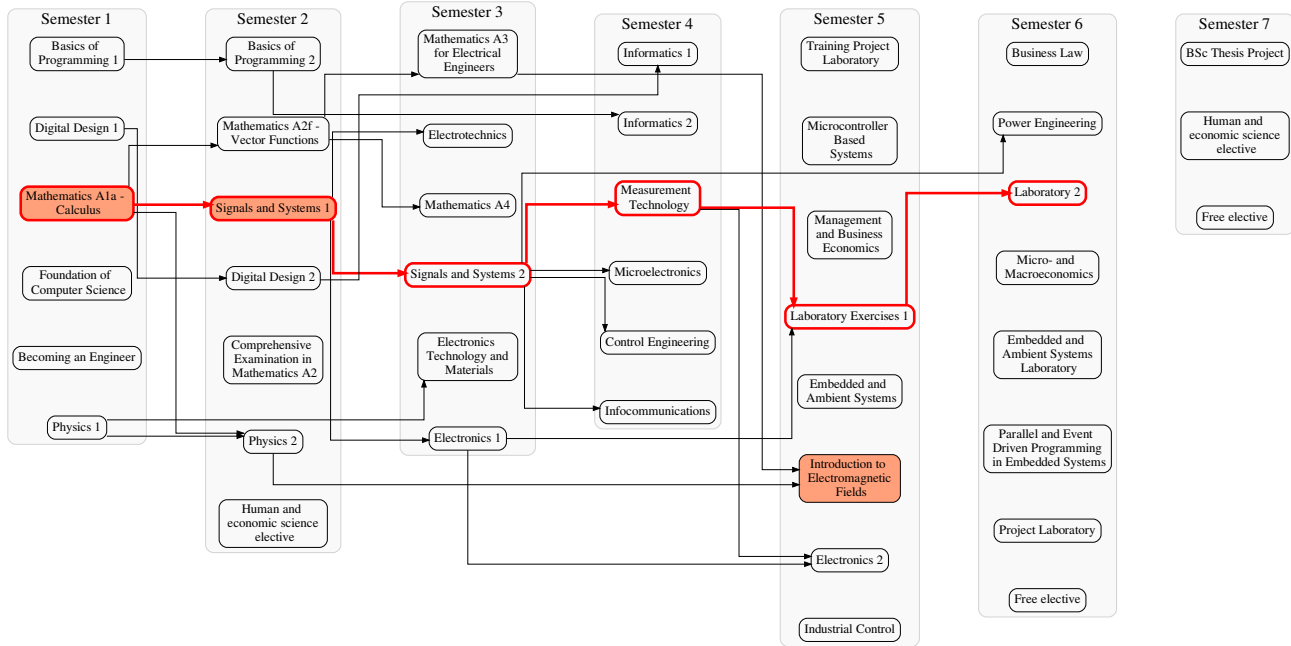 Semester 1
Basics of
Programming 1
Digital Design 1
Mathematics A1a -
Calculus
Foundation of
Computer Science
Becoming an Engineer
Physics 1
Semester 2
Basics of
Programming 2
Mathematics A2f -
Vector Functions
Signals and Systems 1
Digital Design 2
Comprehensive
Examination in
Mathematics A2
Physics 2
Human and
economic science
elective
Semester 3
Mathematics A3
for Electrical
Engineers
Electrotechnics
Mathematics A4
Signals and Systems 2
Electronics
Technology and
Materials
Electronics 1
Semester 4
Informatics 1
Informatics 2
Measurement
Technology
Microelectronics
Control Engineering
Infocommunications
Semester 5
Training Project
Laboratory
Microcontroller
Based
Systems
Management
and Business
Economics
Laboratory Exercises 1
Embedded and
Ambient Systems
Introduction to
Electromagnetic
Fields
Electronics 2
Industrial Control
Semester 6
Business Law
Power Engineering
Laboratory 2
Micro- and
Macroeconomics
Embedded and
Ambient Systems
Laboratory
Parallel and Event
Driven Programming
in Embedded Systems
Project Laboratory
Free elective
Semester 7
BSc Thesis Project
Human and
economic science
elective
Free elective